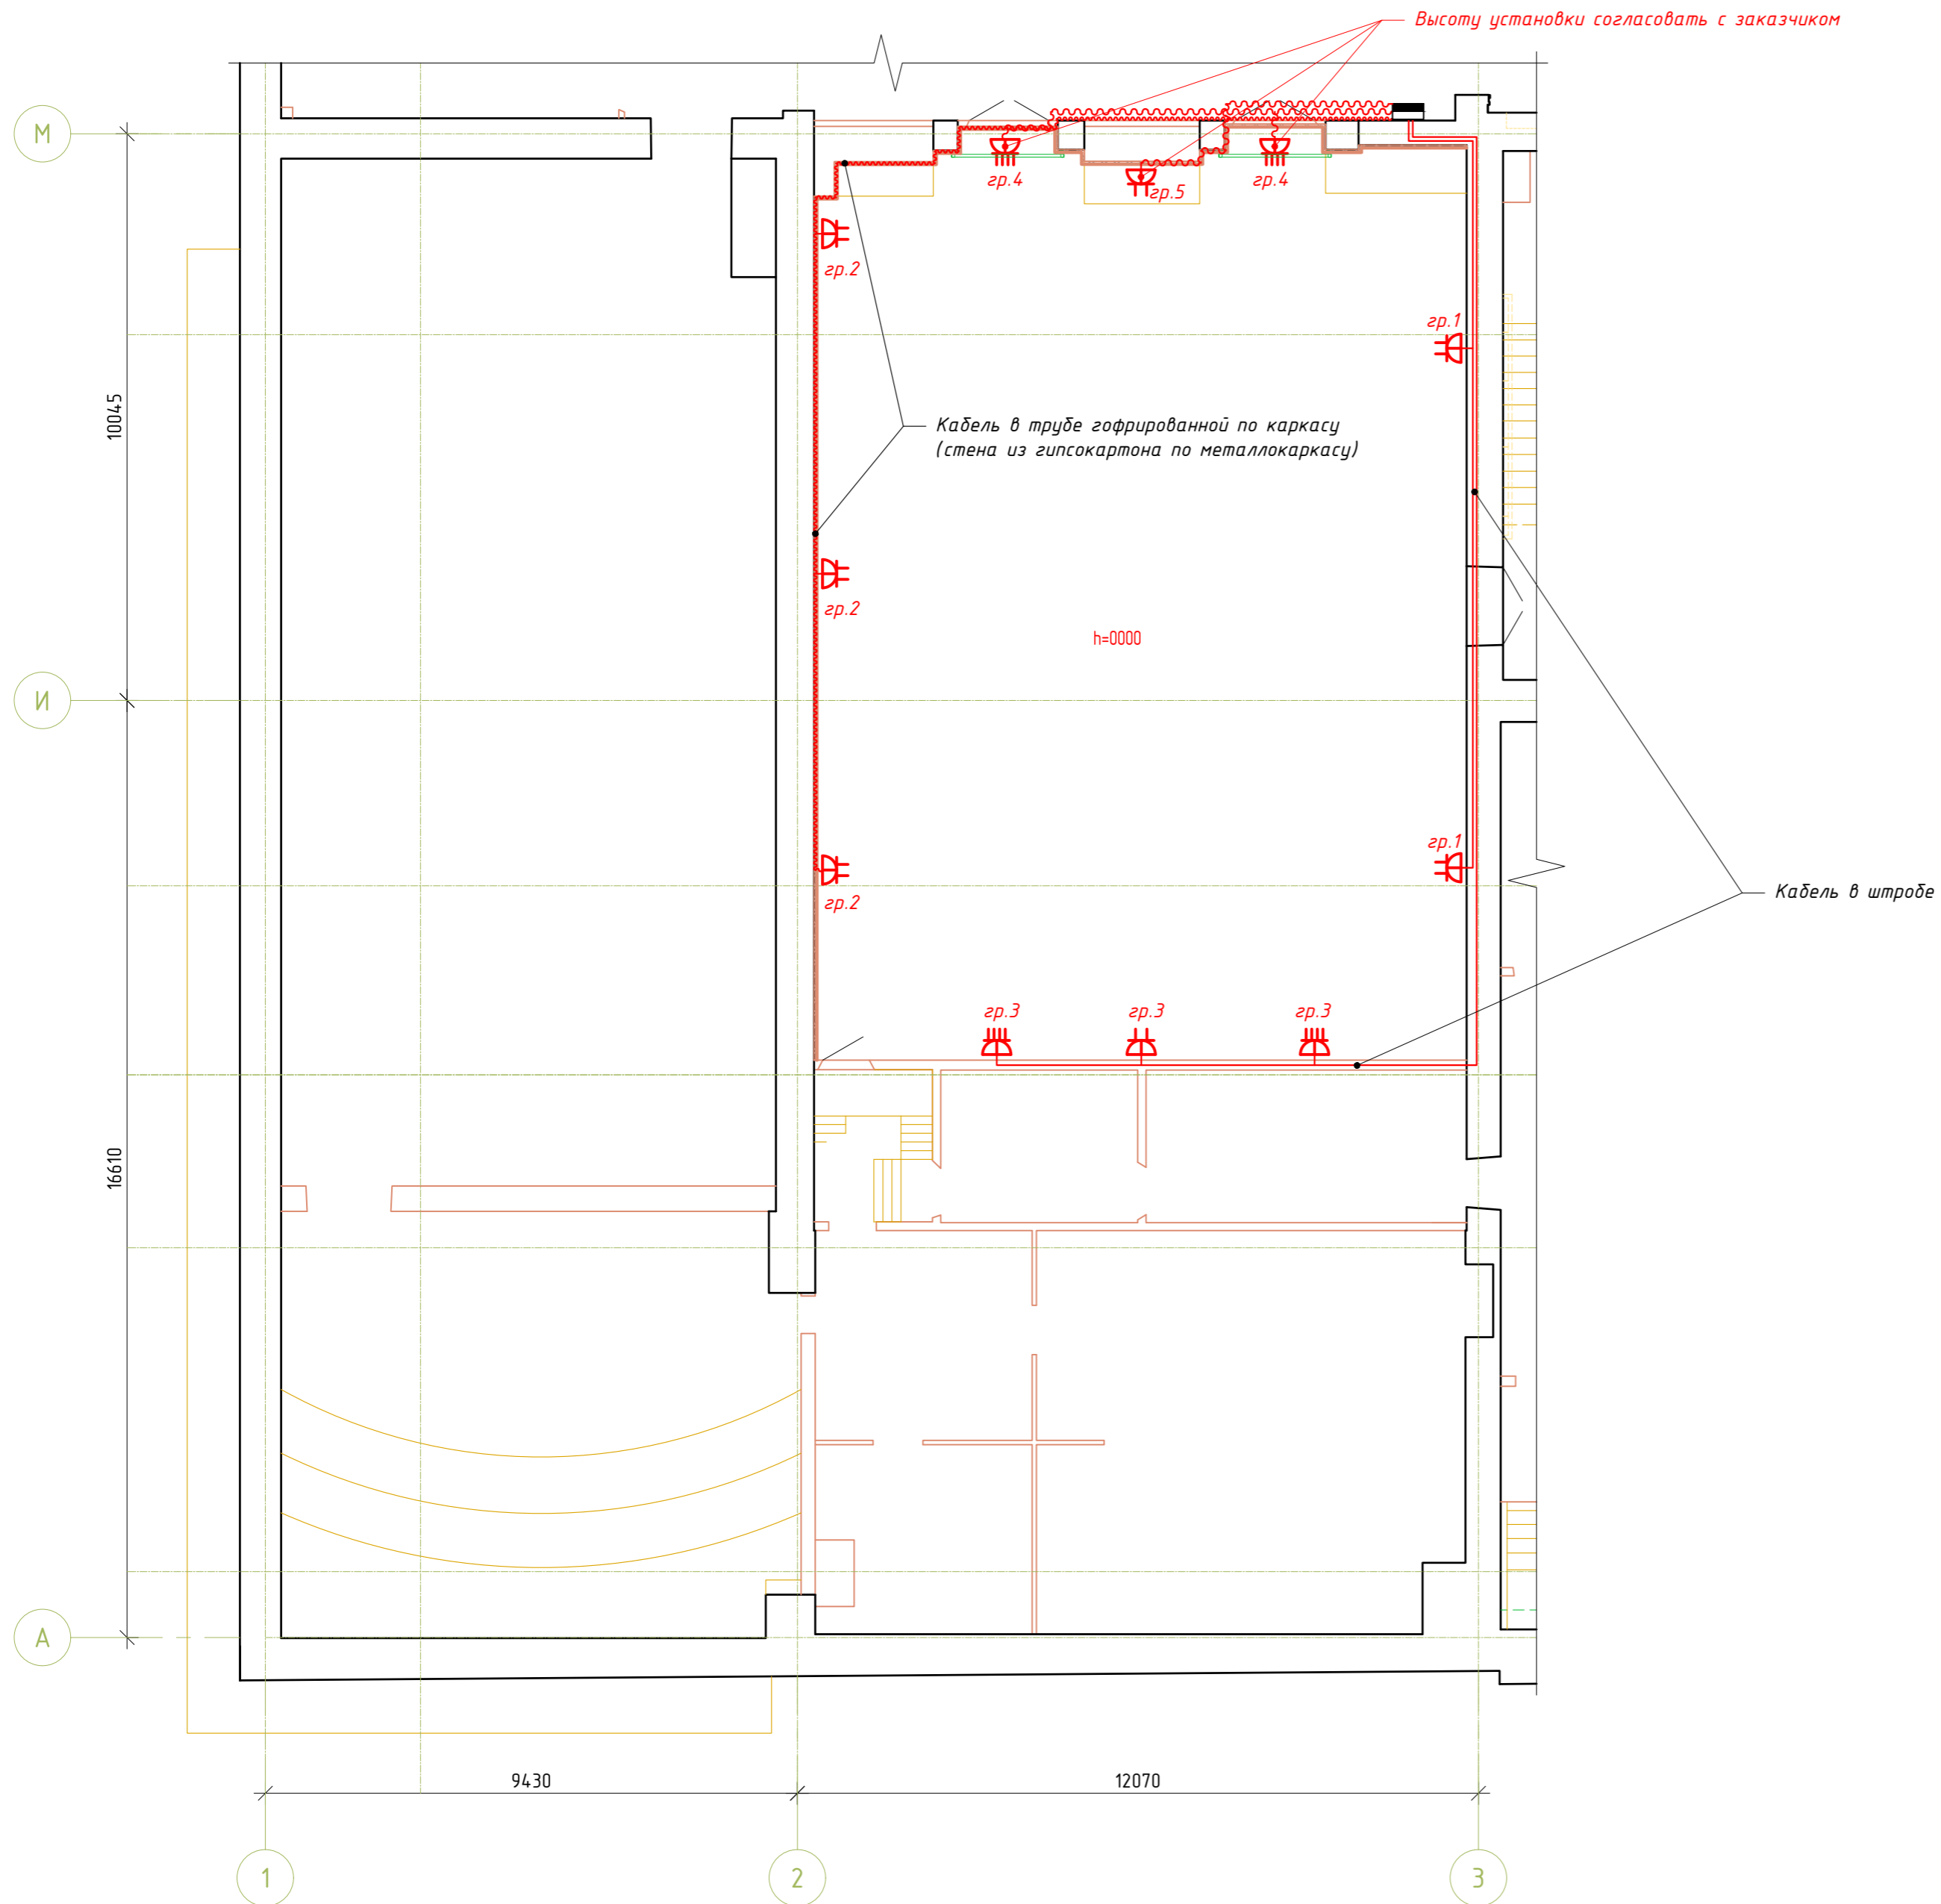 Высоту установки согласовать с заказчиком
М
гр.4
гр.5
гр.4
гр.2
гр.1
10045
Кабель в трубе гофрированной по каркасу
(стена из гипсокартона по металлокаркасу)
гр.2
h=0000
И
гр.1
гр.2
Кабель в штробе
гр.3
гр.3
гр.3
16610
А
9430
12070
1
2
3